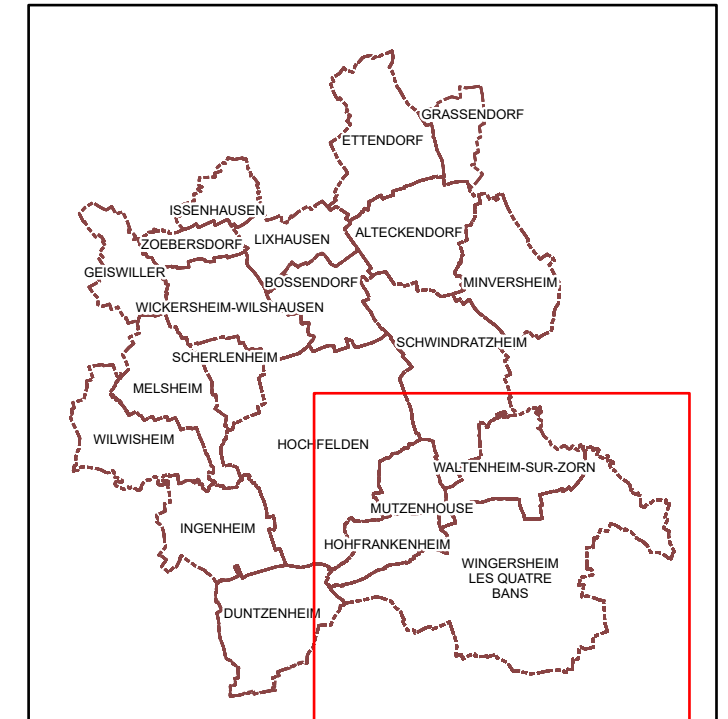 GRASSENDORF
ETTENDORF
ISSENHAUSEN
ALTECKENDORF
LIXHAUSEN
ZOEBERSDORF
GEISWILLER
BOSSENDORF
MINVERSHEIM
WICKERSHEIM-WILSHAUSEN
SCHWINDRATZHEIM
SCHERLENHEIM
MELSHEIM
WILWISHEIM
HOCHFELDEN
WALTENHEIM-SUR-ZORN
MUTZENHOUSE
INGENHEIM
HOHFRANKENHEIM
WINGERSHEIM
LES QUATRE
BANS
DUNTZENHEIM